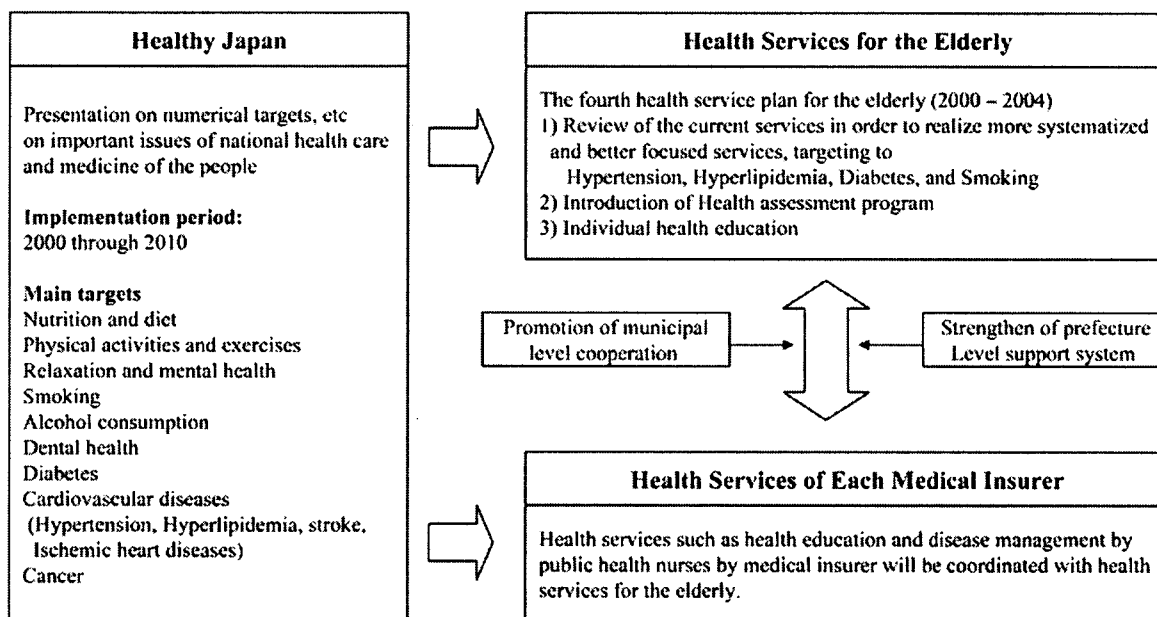 Healthy Japan
Presentation on numerical targets, etc
on important issues of national health care
and medicine of the people
Implementation period:
2000 through 2010
Main targets
Nutrition and diet
Physical activities and exercises
Relaxation and mental health
Smoking
Alcohol consumption
Dental health
Diabetes
Cardiovascular diseases
(Hypertension, Hyperlipidemia, stroke,
Ischemic heart diseases)
Cancer
Health Services for the Elderly
The fourth health service plan for the elderly (2000 – 2004)
1) Review of the current services in order to realize more systematized
and better focused services, targeting to
Hypertension, Hyperlipidemia, Diabetes, and Smoking
2) Introduction of Health assessment program
3) Individual health education
Promotion of municipal
level cooperation
Strengthen of prefecture
Level support system
Health Services of Each Medical Insurer
Health services such as health education and disease management by
public health nurses by medical insurer will be coordinated with health
services for the elderly.